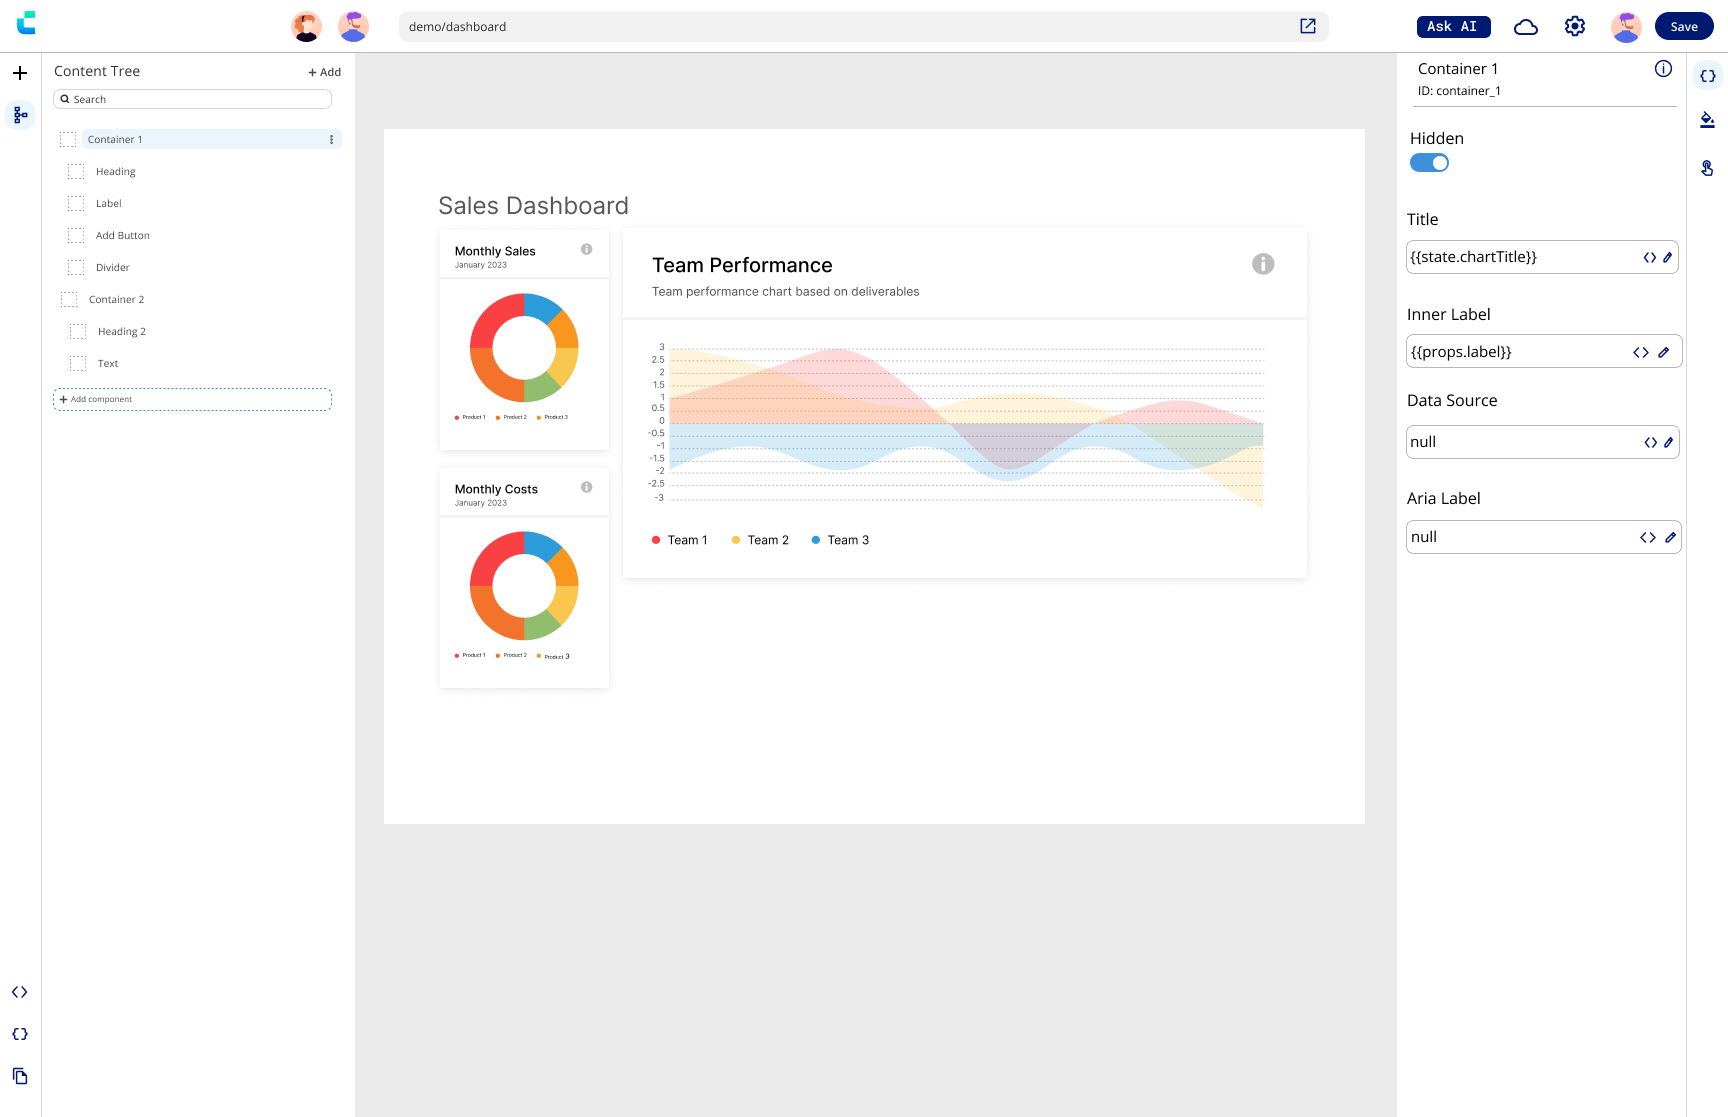 demo/dashboard
Ask AI
Save
Content Tree
+ Add
Search
Container 1
Heading
Label
Add Button
Divider
Container 2
Heading 2
Text
+ Add component
Sales Dashboard
Monthly Sales
January 2023
Product 1 Product 2 Product 3
Monthly Costs
January 2023
Product 1 Product 2 Product 3
Team Performance
Team performance chart based on deliverables
3
2.5
2
1.5
1
0.5
0
-0.5
-1
-1.5
-2
-2.5
-3
Team 1 Team 2 Team 3
Container 1
ID: container_1
Hidden
Title
{{state.chartTitle}}
Inner Label
{{props.label}}
Data Source
null
Aria Label
null